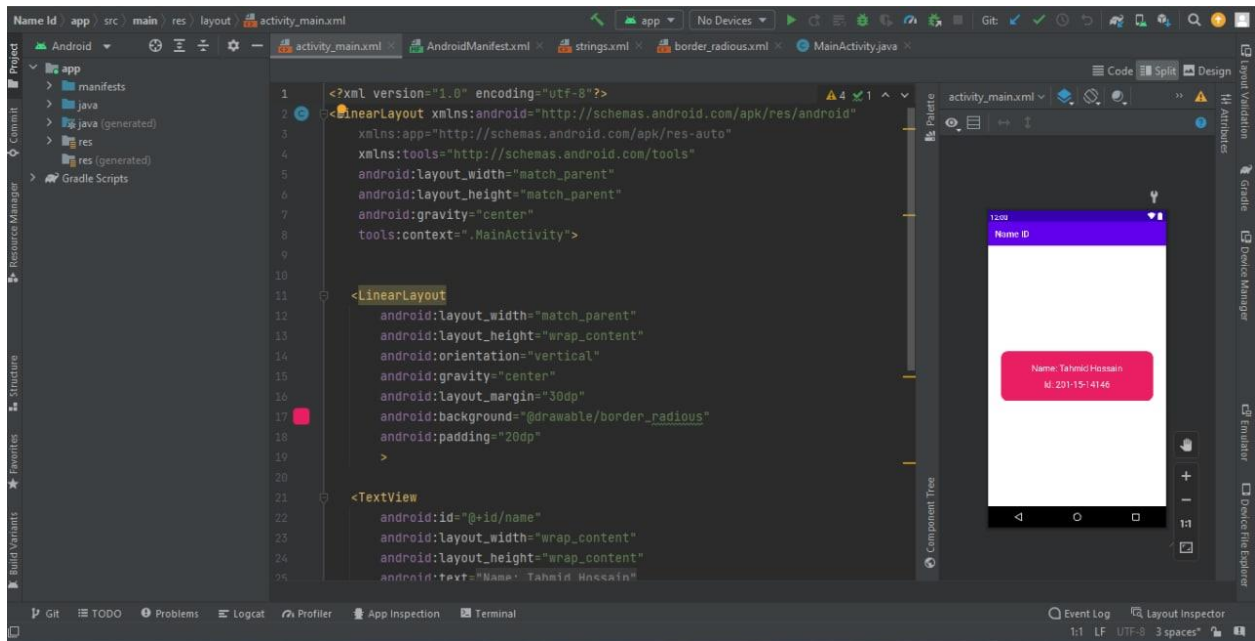 Name Id app src main res layout activity_main.xml
app No Devices Git:
Android
activity_main.xml AndroidManifest.xml strings.xml border_radious.xml MainActivity.java
Code Split Design
app
manifests
java
java (generated)
res
res (generated)
Gradle Scripts
4 1
1 <?xml version="1.0" encoding="utf-8"?>
2 <LinearLayout xmlns:android="http://schemas.android.com/apk/res/android"
3 xmlns:app="http://schemas.android.com/apk/res-auto"
4 xmlns:tools="http://schemas.android.com/tools"
5 android:layout_width="match_parent"
6 android:layout_height="match_parent"
7 android:gravity="center"
8 tools:context=".MainActivity">
9
10
11 <LinearLayout
12 android:layout_width="match_parent"
13 android:layout_height="wrap_content"
14 android:orientation="vertical"
15 android:gravity="center"
16 android:layout_margin="30dp"
17 android:background="@drawable/border_radious"
18 android:padding="20dp"
19 >
20
21 <TextView
22 android:id="@+id/name"
23 android:layout_width="wrap_content"
24 android:layout_height="wrap_content"
25 android:text="Name: Tahmid Hossain"
activity_main.xml
12:00
Name ID
Name: Tahmid Hossain
Id: 201-15-14146
1:1
Project
Commit
Resource Manager
Structure
Favorites
Build Variants
Palette
Component Tree
Attributes
Layout Validation
Gradle
Device Manager
Emulator
Device File Explorer
Git TODO Problems Logcat Profiler App Inspection Terminal
Event Log Layout Inspector
1:1 LF UTF-8 3 spaces*